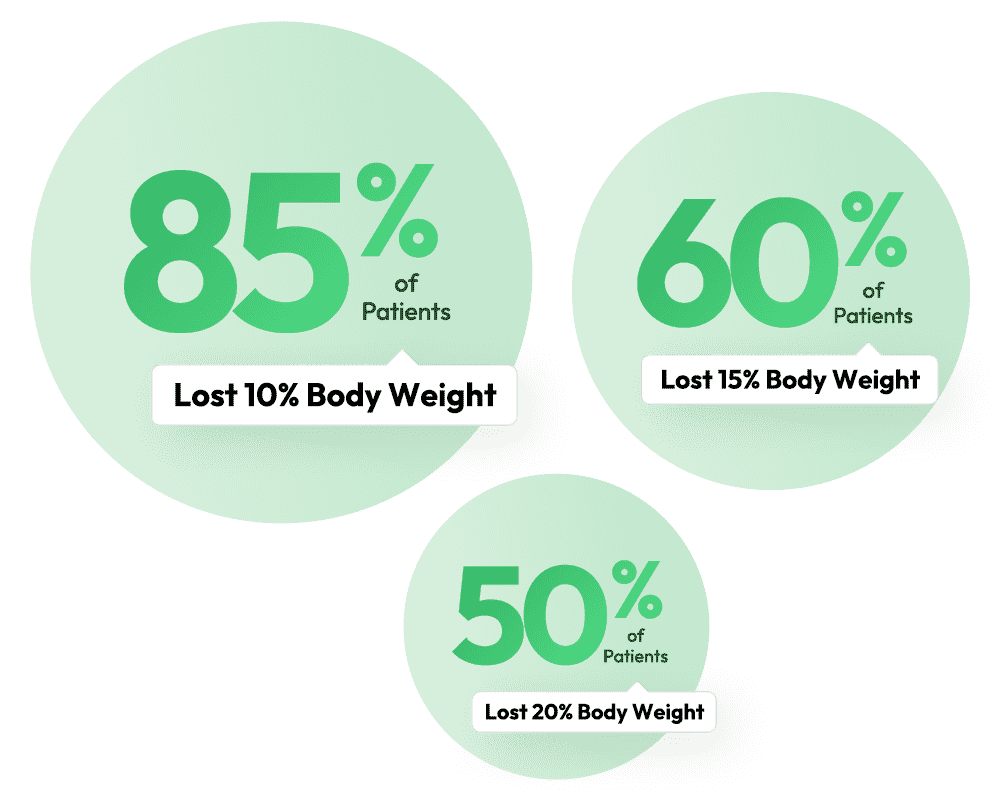 85%
of
Patients
Lost 10% Body Weight
60%
of
Patients
Lost 15% Body Weight
50%
of
Patients
Lost 20% Body Weight